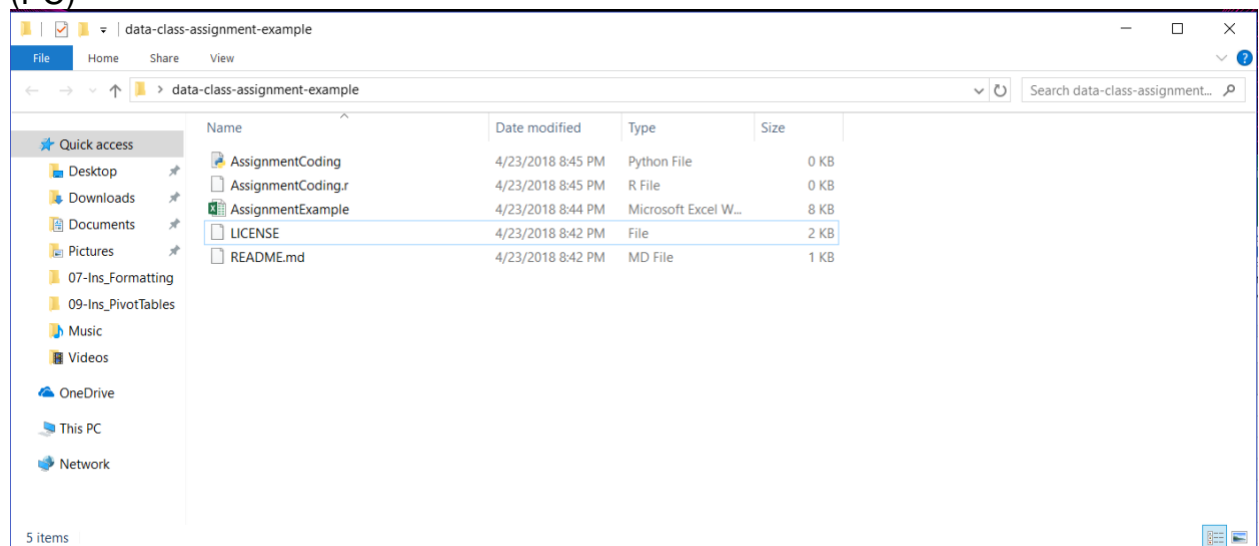 (PC)
data-class-assignment-example
File Home Share View
data-class-assignment-example
Search data-class-assignment...
Name Date modified Type Size
Quick access
Desktop
Downloads
Documents
Pictures
07-Ins_Formatting
09-Ins_PivotTables
Music
Videos
OneDrive
This PC
Network
AssignmentCoding 4/23/2018 8:45 PM Python File 0 KB
AssignmentCoding.r 4/23/2018 8:45 PM R File 0 KB
AssignmentExample 4/23/2018 8:44 PM Microsoft Excel W... 8 KB
LICENSE 4/23/2018 8:42 PM File 2 KB
README.md 4/23/2018 8:42 PM MD File 1 KB
5 items